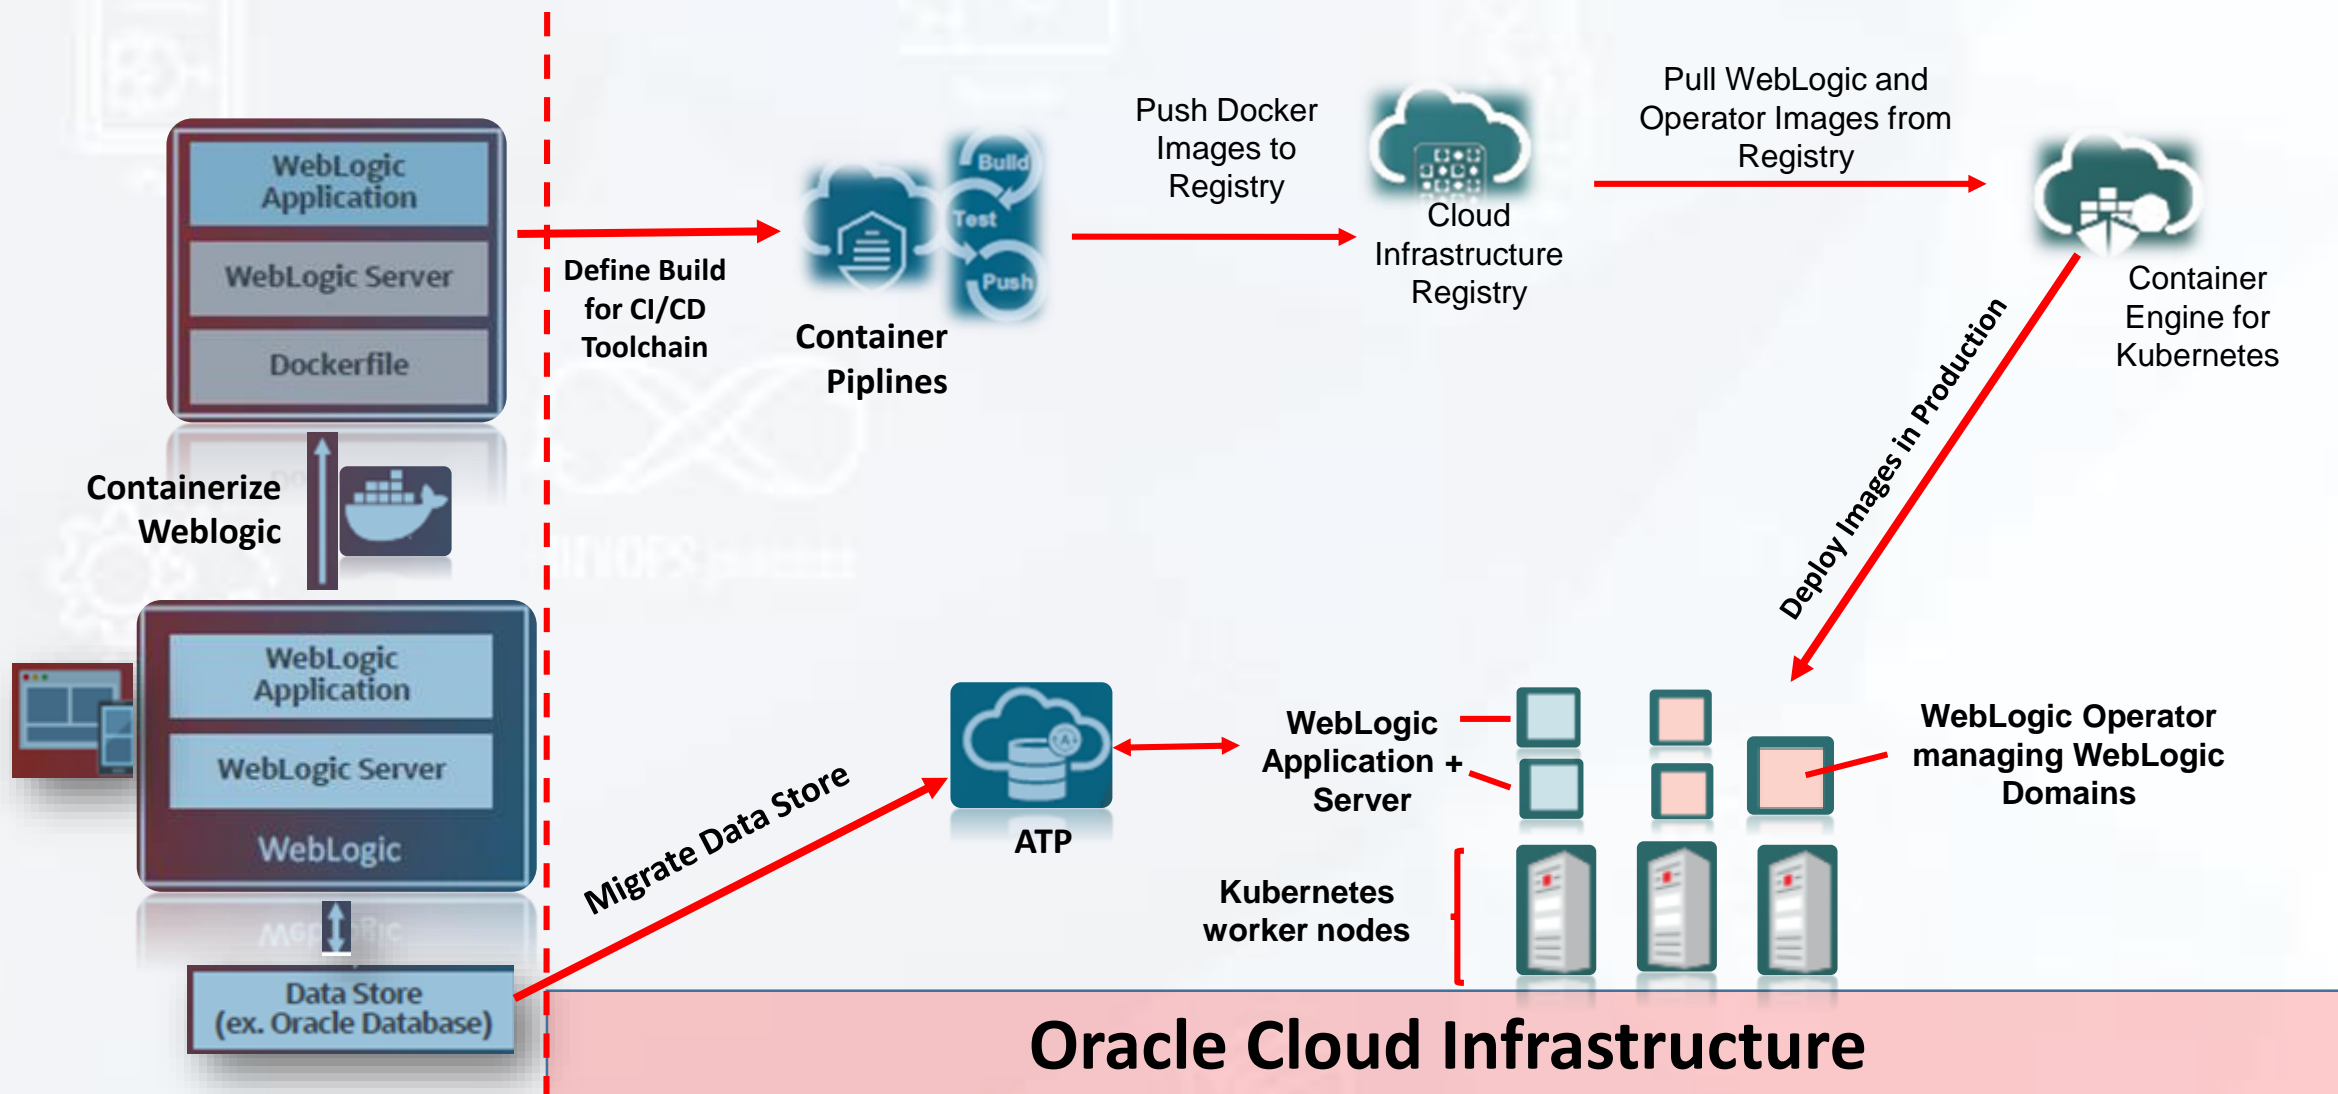 WebLogic
Application
WebLogic Server
Dockerfile
Define Build
for CI/CD
Toolchain
Container
Piplines
Build
Test
Push
Push Docker
Images to
Registry
Cloud
Infrastructure
Registry
Pull WebLogic and
Operator Images from
Registry
Container
Engine for
Kubernetes
Deploy Images in Production
Containerize
Weblogic
WebLogic
Application
WebLogic Server
WebLogic
Data Store
(ex. Oracle Database)
Migrate Data Store
ATP
WebLogic
Application +
Server
WebLogic Operator
managing WebLogic
Domains
Kubernetes
worker nodes
Oracle Cloud Infrastructure